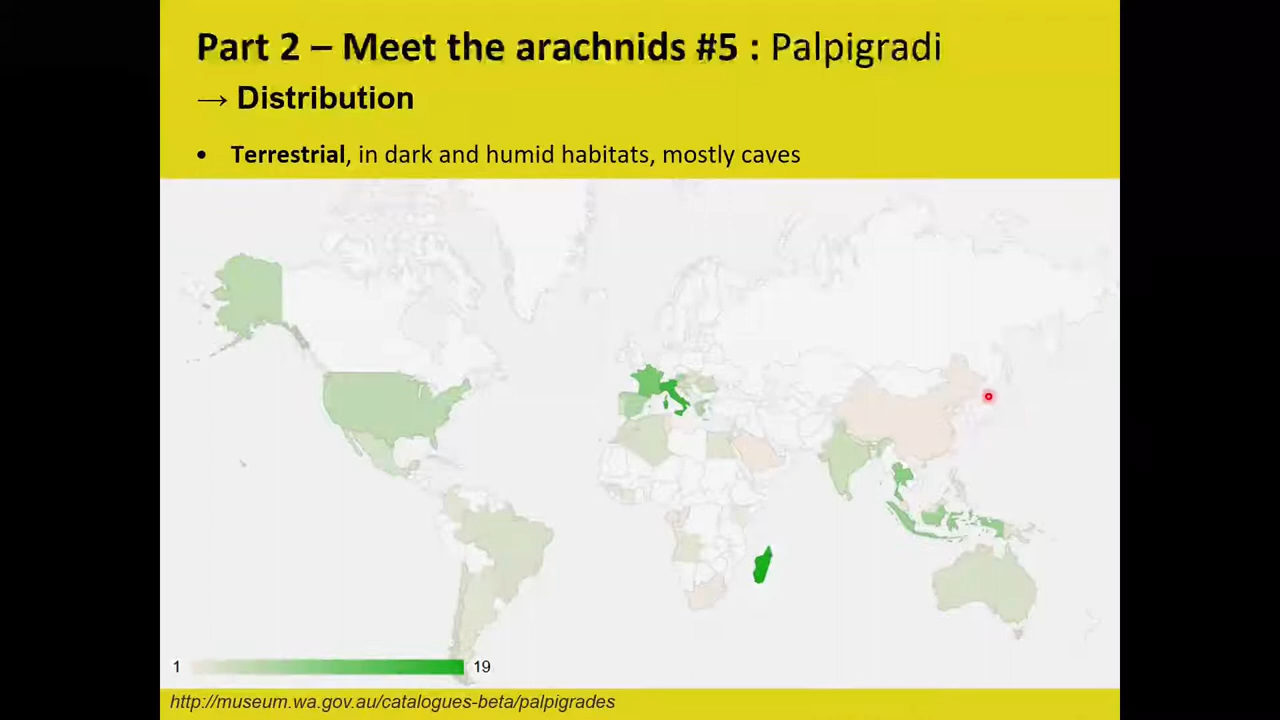 Part 2 – Meet the arachnids #5 : Palpigradi
→ Distribution
• Terrestrial, in dark and humid habitats, mostly caves
1 19
http://museum.wa.gov.au/catalogues-beta/palpigrades